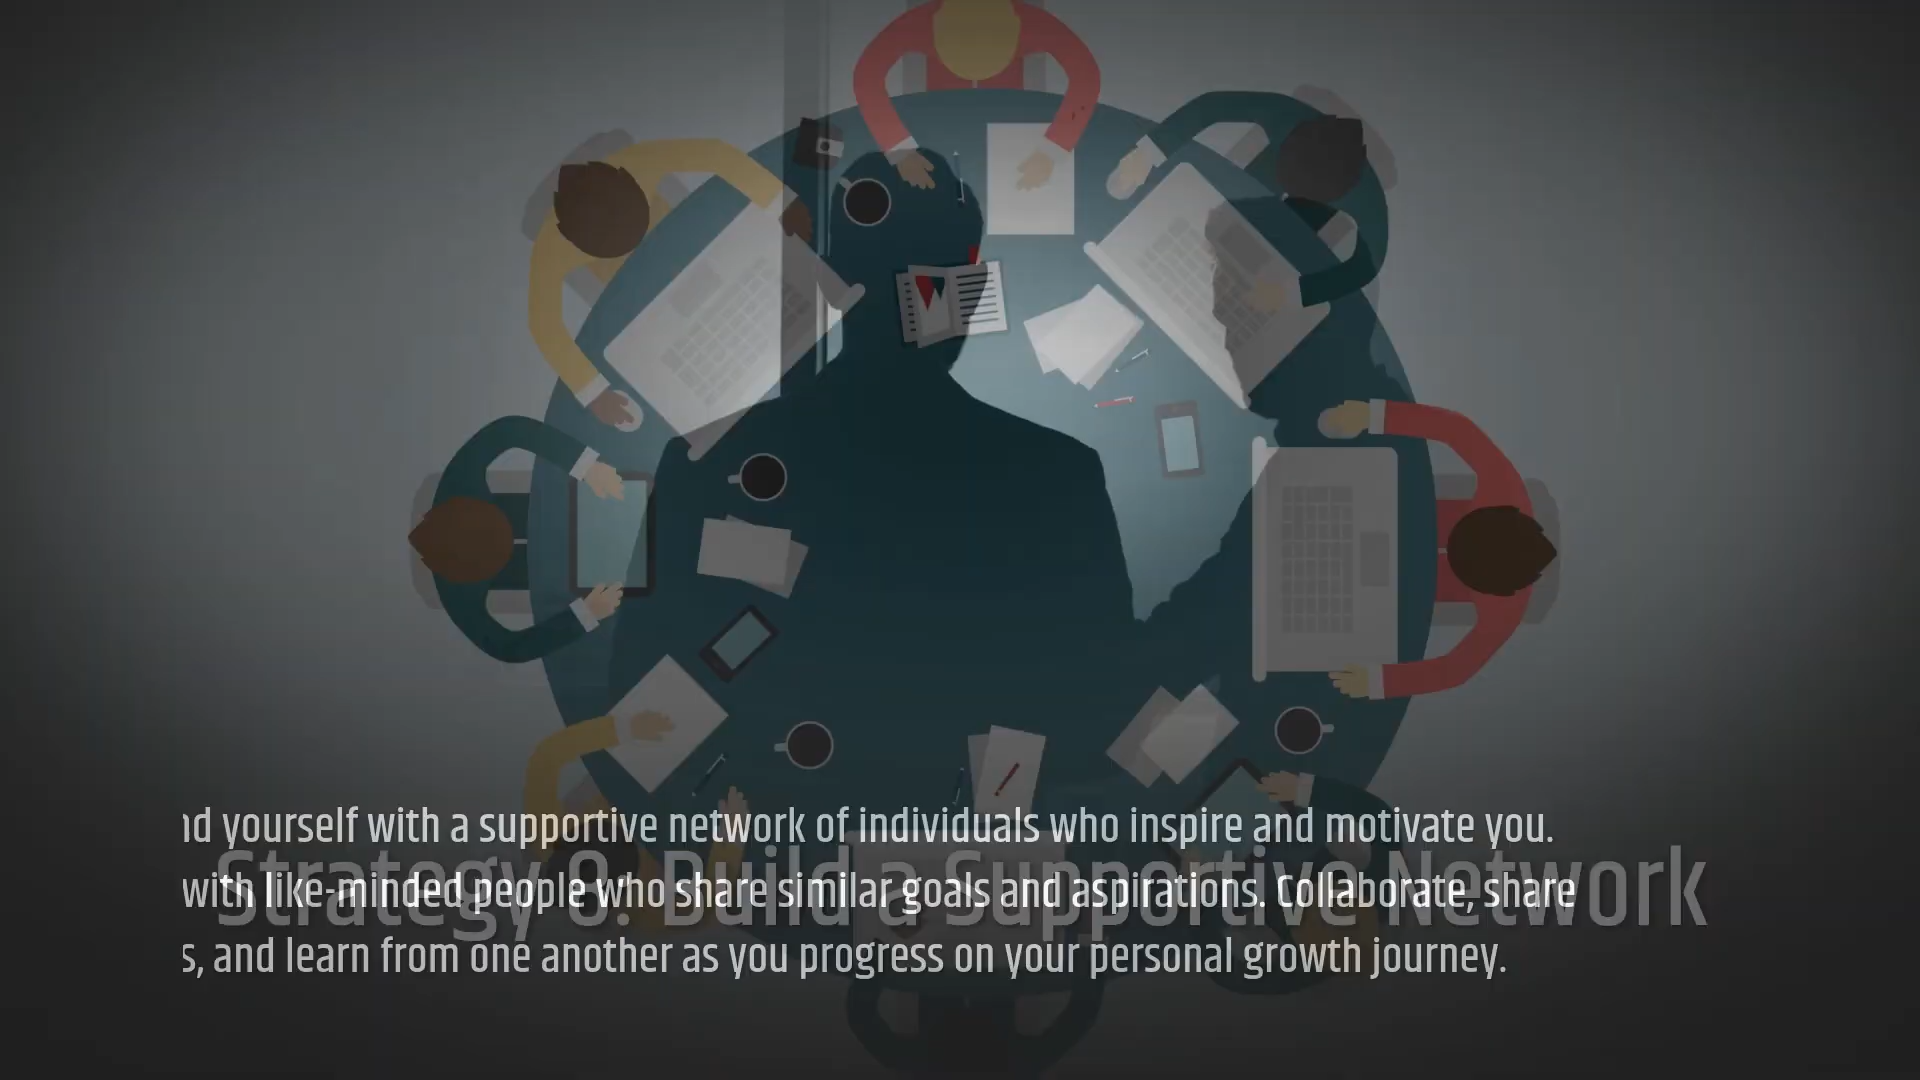 nd yourself with a supportive network of individuals who inspire and motivate you.
Strategy 8: Build a Supportive Network
with like-minded people who share similar goals and aspirations. Collaborate, share
s, and learn from one another as you progress on your personal growth journey.